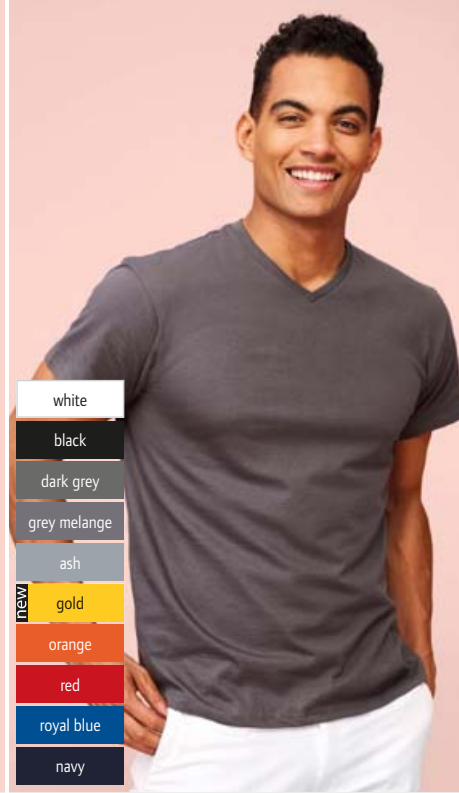 white
black
dark grey
grey melange
ash
new
gold
orange
red
royal blue
navy